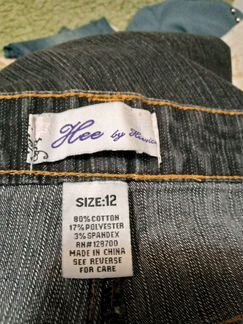 Hee by
SIZE:12
80%COTTON
17%POLYESTER
3%SPANDEX
RN#128700
MADE IN CHINA
SEE REVERSE
FOR CARE